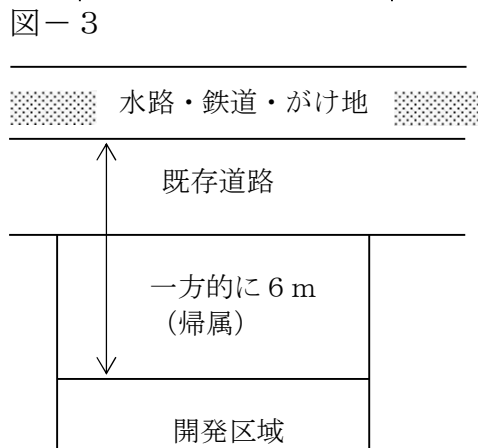 図－３
水路・鉄道・がけ地
既存道路
一方的に６ｍ
（帰属）
開発区域